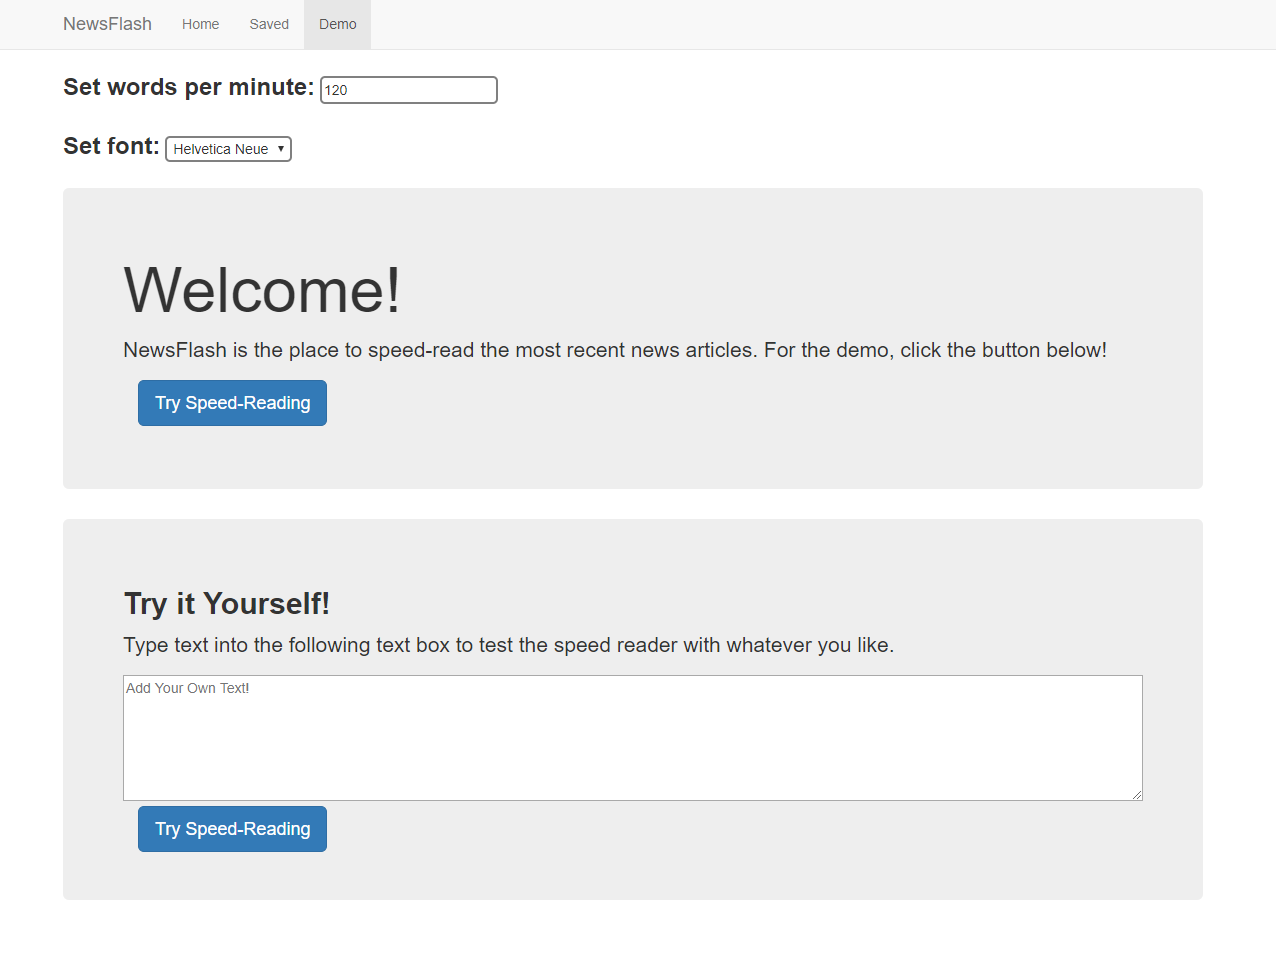 NewsFlash Home Saved Demo
Set words per minute: 120
Set font: Helvetica Neue
Welcome!
NewsFlash is the place to speed-read the most recent news articles. For the demo, click the button below!
Try Speed-Reading
Try it Yourself!
Type text into the following text box to test the speed reader with whatever you like.
Add Your Own Text!
Try Speed-Reading